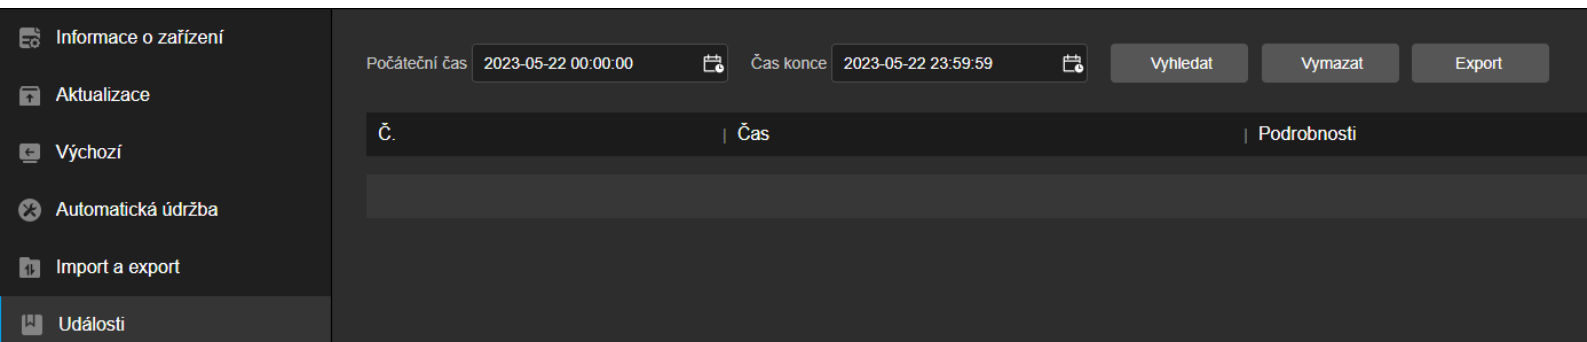 Informace o zařízení
Aktualizace
Výchozí
Automatická údržba
Import a export
Události
Počáteční čas 2023-05-22 00:00:00 Čas konce 2023-05-22 23:59:59 Vyhledat Vymazat Export
Č. | Čas | Podrobnosti